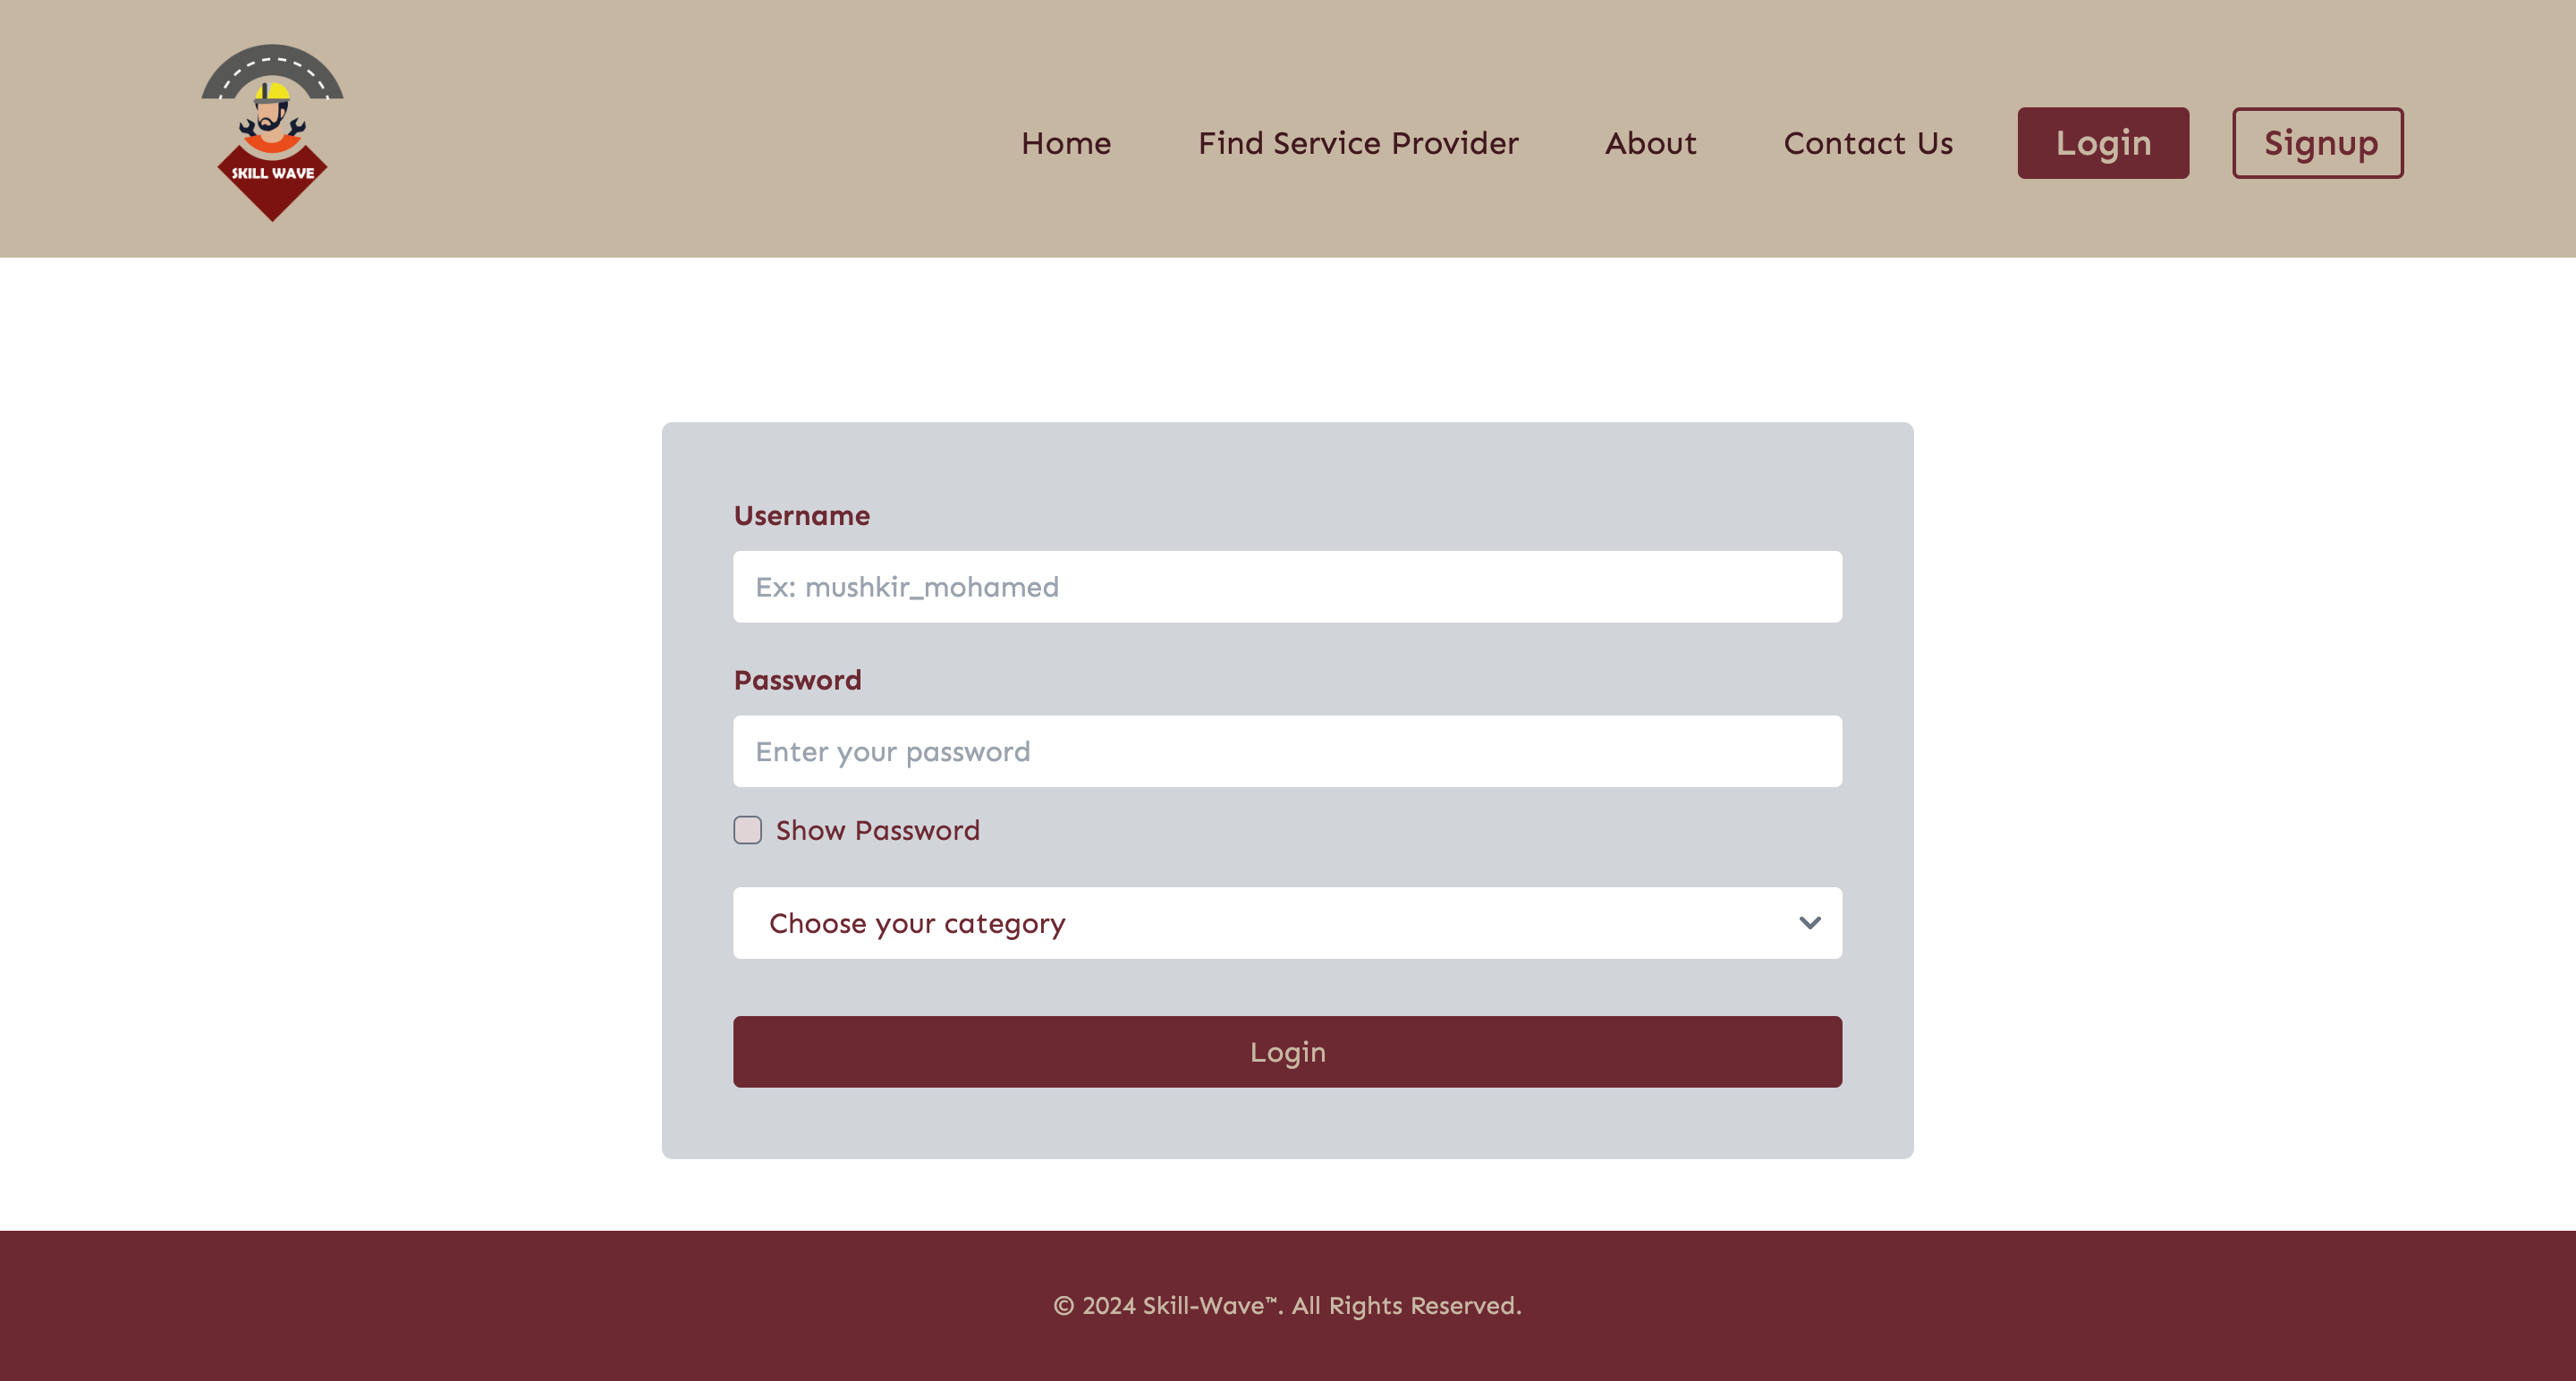 SKILL WAVE
Home Find Service Provider About Contact Us Login Signup
Username
Ex: mushkir_mohamed
Password
Enter your password
Show Password
Choose your category
Login
© 2024 Skill-Wave™. All Rights Reserved.